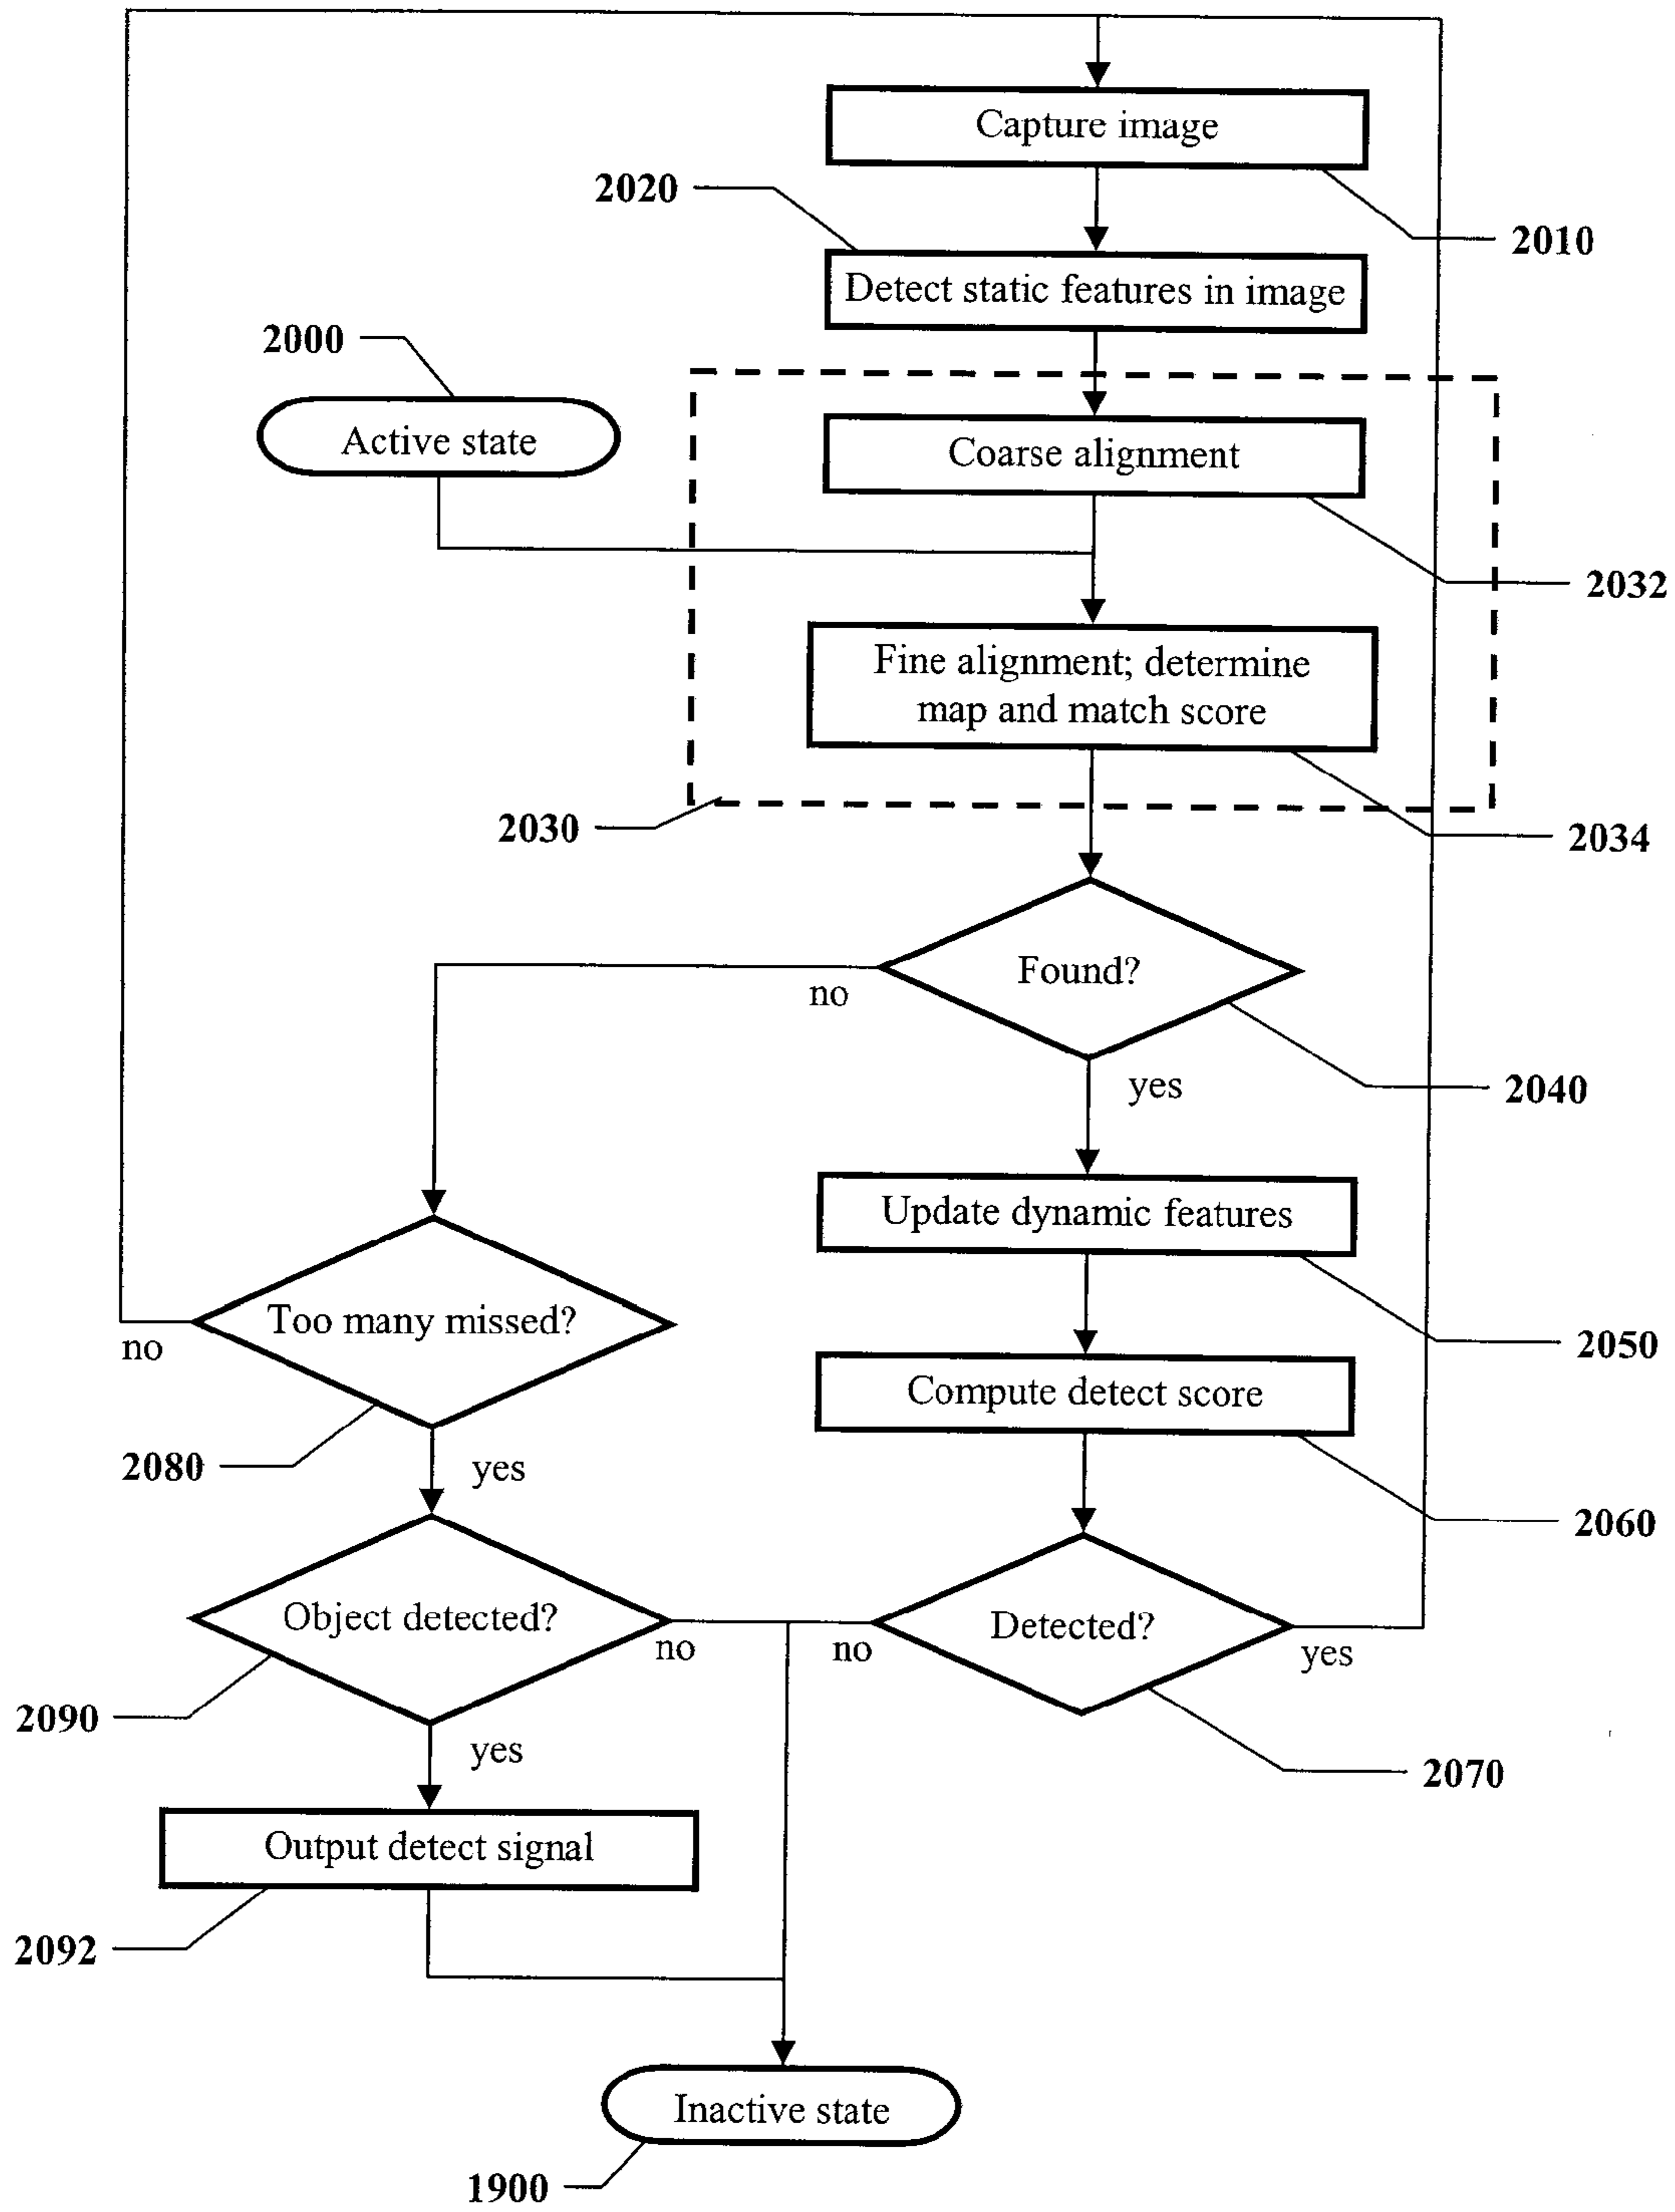 Capture image
2020
2010
Detect static features in image
2000
Active state
Coarse alignment
2032
Fine alignment; determine
map and match score
2030
2034
Found?
no
yes
2040
Update dynamic features
Too many missed?
no
2050
Compute detect score
2080
yes
2060
Object detected?
no
no
Detected?
yes
2090
yes
2070
Output detect signal
2092
Inactive state
1900